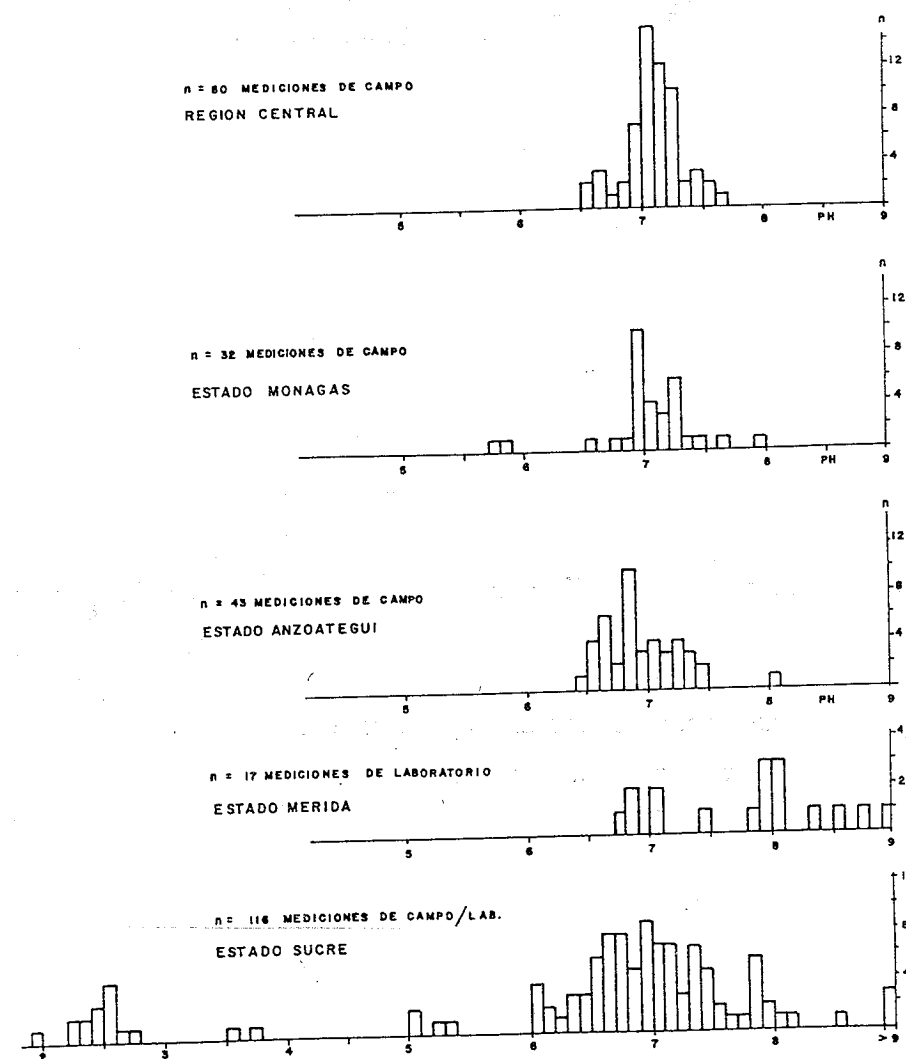 n
12
8
4
n = 60 MEDICIONES DE CAMPO
REGION CENTRAL
5 6 7 8 PH 9
n
12
8
4
n = 32 MEDICIONES DE CAMPO
ESTADO MONAGAS
5 6 7 8 PH 9
n
12
8
4
n = 43 MEDICIONES DE CAMPO
ESTADO ANZOATEGUI
5 6 7 8 PH 9
4
2
n = 17 MEDICIONES DE LABORATORIO
ESTADO MERIDA
5 6 7 8 9
8
4
n = 116 MEDICIONES DE CAMPO/LAB.
ESTADO SUCRE
2 3 4 5 6 7 8 >9